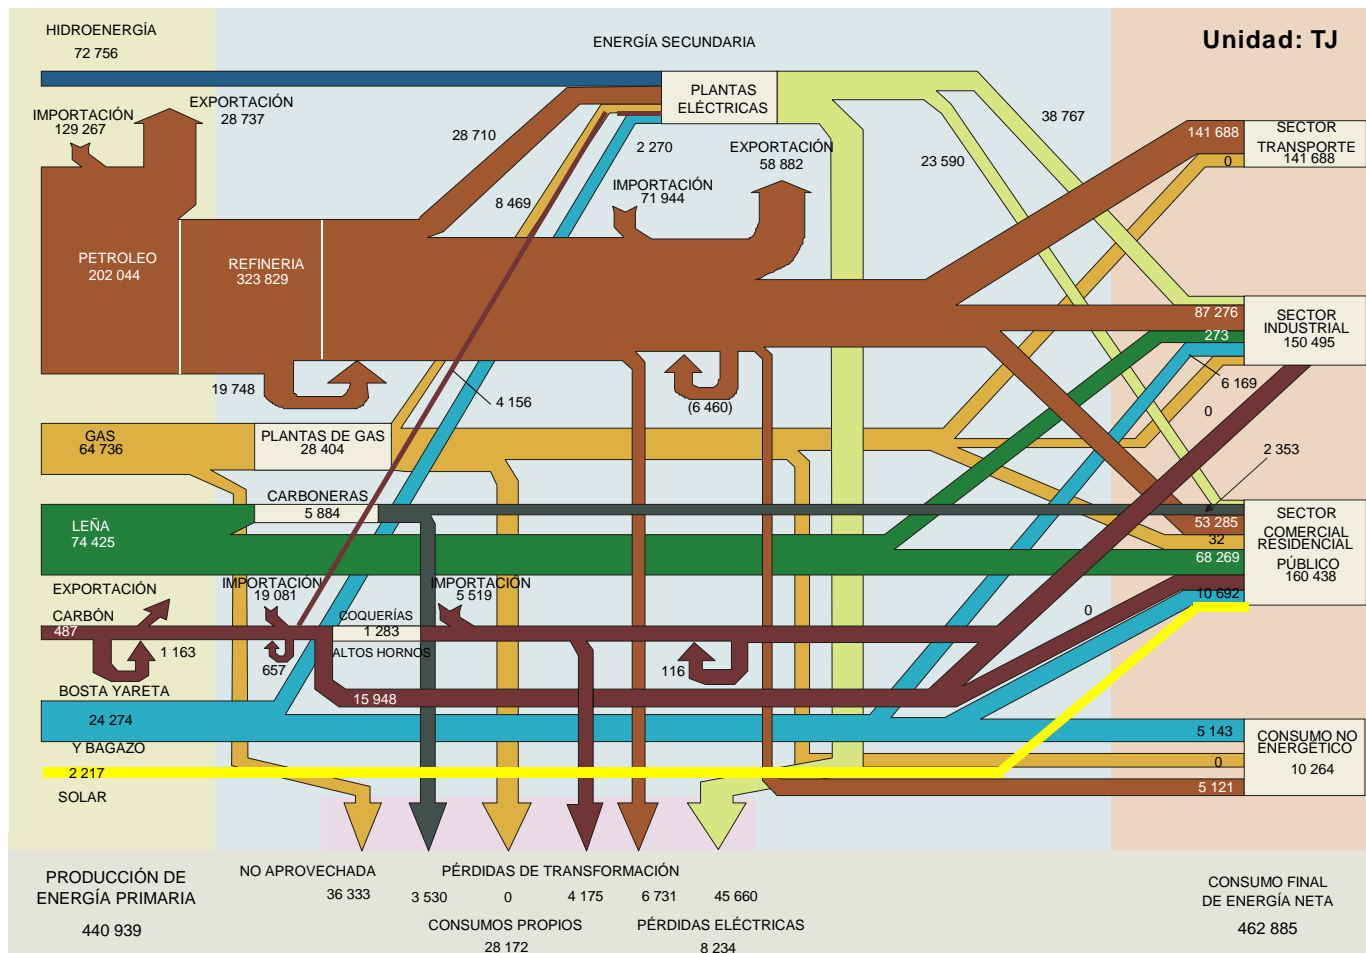 HIDROENERGÍA
72 756
ENERGÍA SECUNDARIA
Unidad: TJ
IMPORTACIÓN
129 267
EXPORTACIÓN
28 737
PLANTAS
ELÉCTRICAS
28 710
2 270
8 469
EXPORTACIÓN
58 882
IMPORTACIÓN
71 944
38 767
23 590
141 688
0
SECTOR
TRANSPORTE
141 688
PETROLEO
202 044
REFINERIA
323 829
87 276
273
SECTOR
INDUSTRIAL
150 495
19 748
4 156
(6 460)
6 169
0
GAS
64 736
PLANTAS DE GAS
28 404
2 353
CARBONERAS
5 884
LEÑA
74 425
53 285
32
68 269
10 692
SECTOR
COMERCIAL
RESIDENCIAL
PÚBLICO
160 438
EXPORTACIÓN
CARBÓN
487
1 163
IMPORTACIÓN
19 081
657
COQUERÍAS
1 283
ALTOS HORNOS
IMPORTACIÓN
5 519
116
0
15 948
BOSTA YARETA
24 274
Y BAGAZO
2 217
SOLAR
5 143
0
5 121
CONSUMO NO
ENERGÉTICO
10 264
PRODUCCIÓN DE
ENERGÍA PRIMARIA
440 939
NO APROVECHADA
36 333
PÉRDIDAS DE TRANSFORMACIÓN
3 530 0 4 175 6 731 45 660
CONSUMOS PROPIOS
28 172
PÉRDIDAS ELÉCTRICAS
8 234
CONSUMO FINAL
DE ENERGÍA NETA
462 885